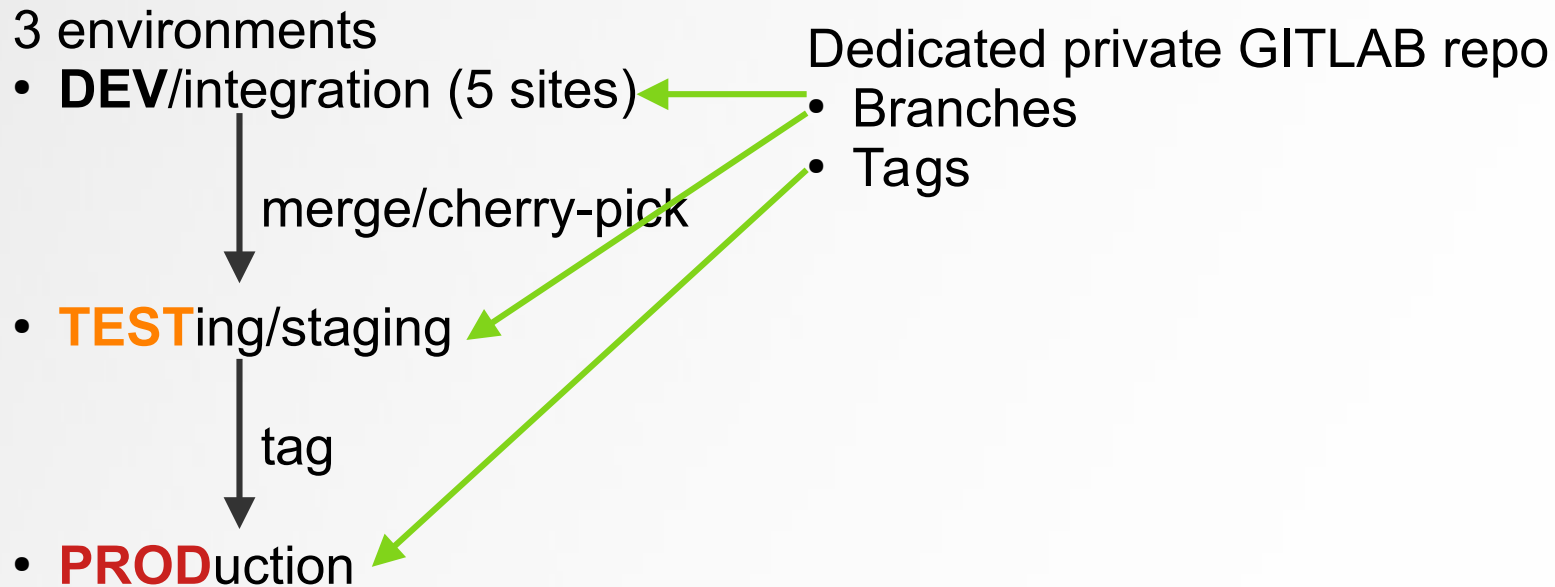 3 environments
• DEV/integration (5 sites)
merge/cherry-pick
• TESTing/staging
tag
• PRODuction
Dedicated private GITLAB repo
• Branches
• Tags